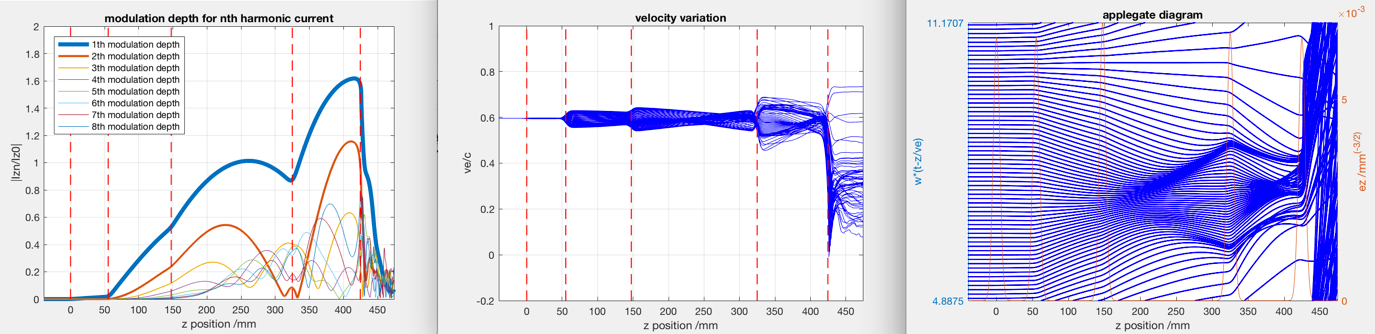 modulation depth for nth harmonic current
2
1.8
1.6
1.4
1.2
1
0.8
0.6
0.4
0.2
0
|Izn/Iz0|
1th modulation depth
2th modulation depth
3th modulation depth
4th modulation depth
5th modulation depth
6th modulation depth
7th modulation depth
8th modulation depth
0 50 100 150 200 250 300 350 400 450
z position /mm
velocity variation
1
0.8
0.6
0.4
0.2
0
-0.2
ve/c
0 50 100 150 200 250 300 350 400 450
z position /mm
applegate diagram
×10^-3
11.1707
4.8875
w*(t-z/ve)
5
0
ez /mm^(-3/2)
0 50 100 150 200 250 300 350 400 450
z position /mm